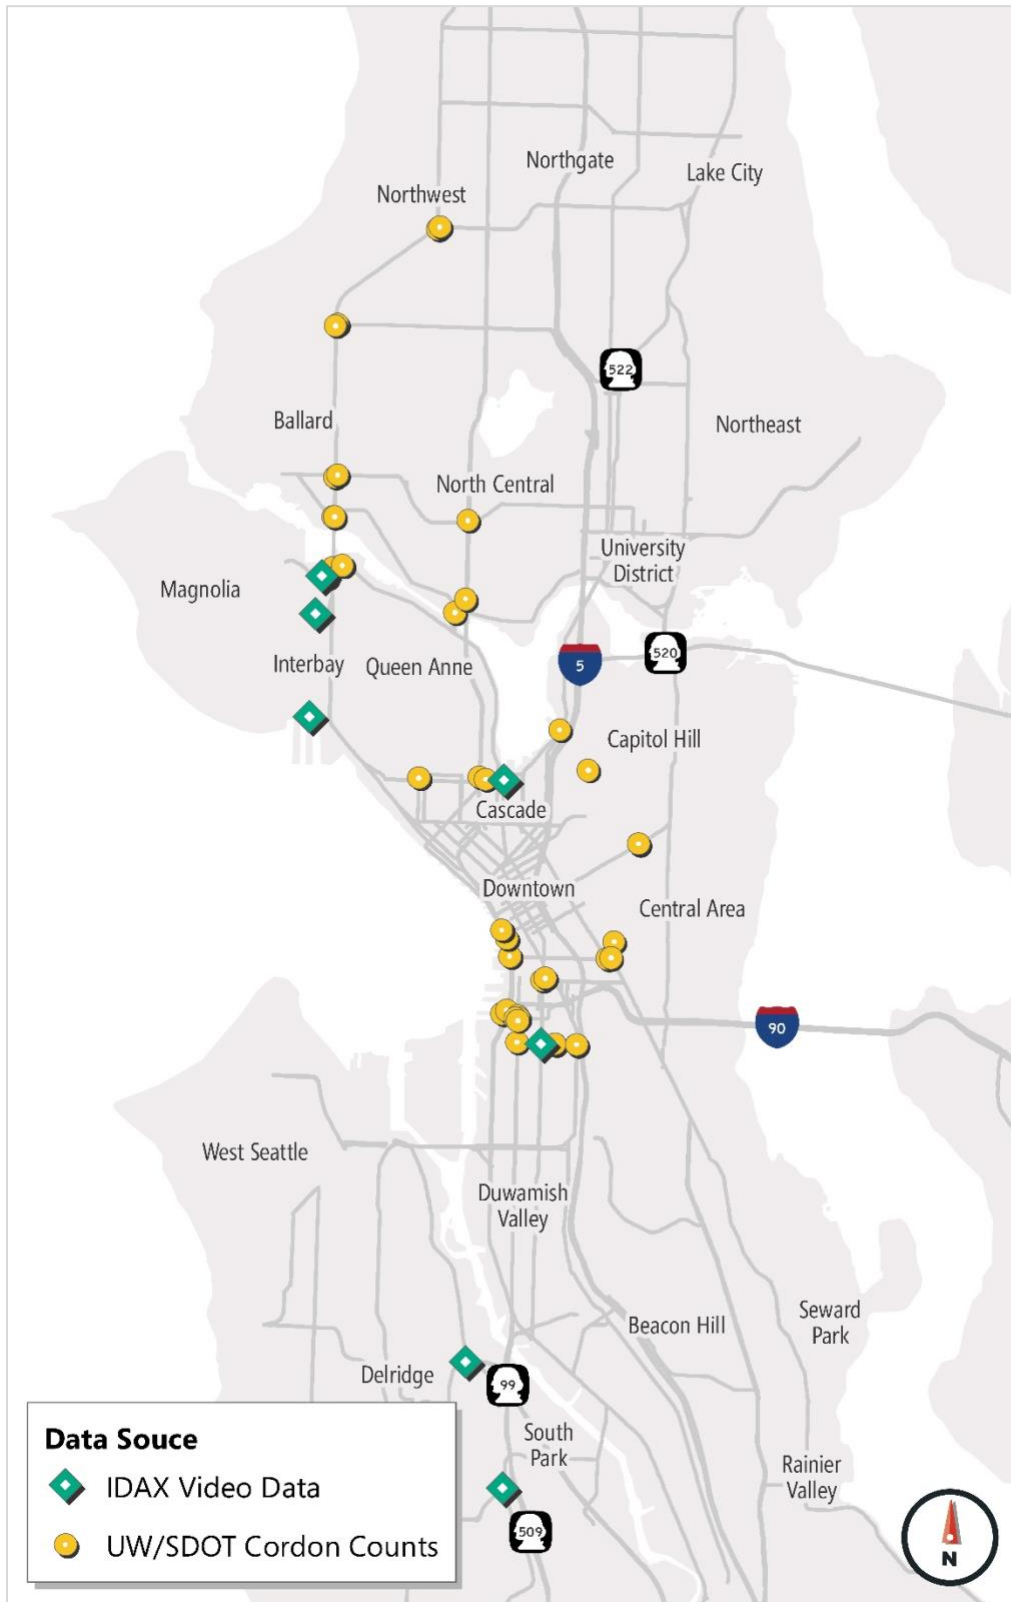 Northgate
Lake City
Northwest
522
Ballard
Northeast
North Central
University
District
Magnolia
Interbay
Queen Anne
5
520
Capitol Hill
Cascade
Downtown
Central Area
90
West Seattle
Duwamish
Valley
Seward
Park
Beacon Hill
Delridge
99
South
Park
Rainier
Valley
509
Data Souce
IDAX Video Data
UW/SDOT Cordon Counts
N